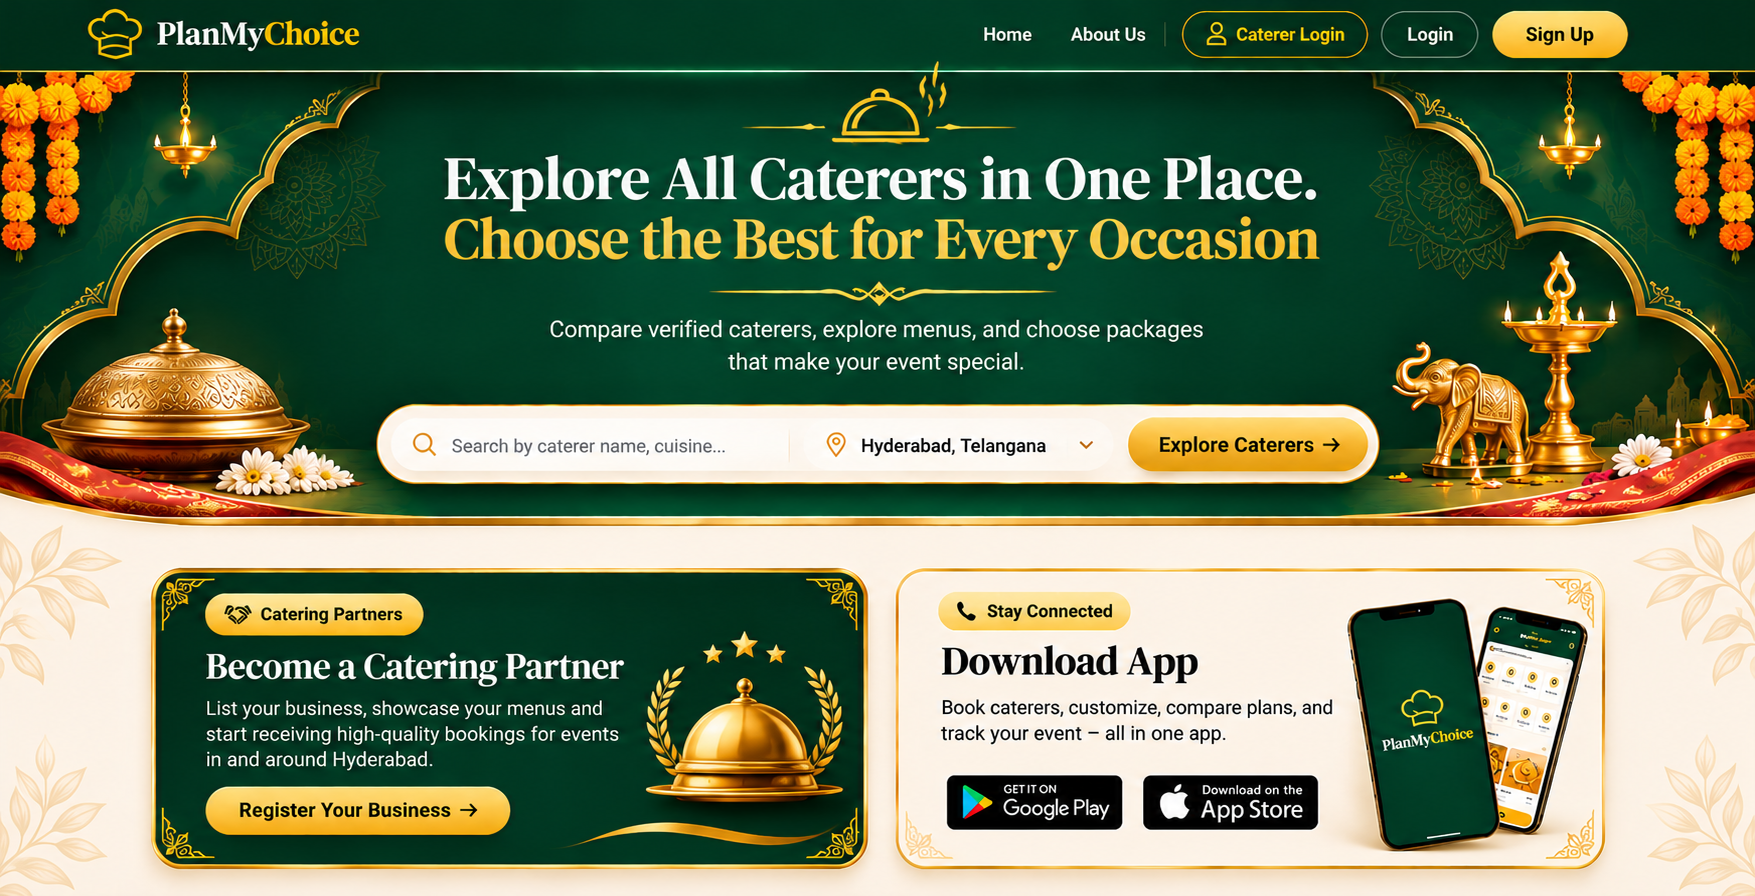 PlanMyChoice
Home
About Us
Caterer Login
Login
Sign Up
Explore All Caterers in One Place.
Choose the Best for Every Occasion
Compare verified caterers, explore menus, and choose packages
that make your event special.
Search by caterer name, cuisine...
Hyderabad, Telangana
Explore Caterers →
Catering Partners
Become a Catering Partner
List your business, showcase your menus and
start receiving high-quality bookings for events
in and around Hyderabad.
Register Your Business →
Stay Connected
Download App
Book caterers, customize, compare plans, and
track your event – all in one app.
GET IT ON
Google Play
Download on the
App Store
PlanMyChoice